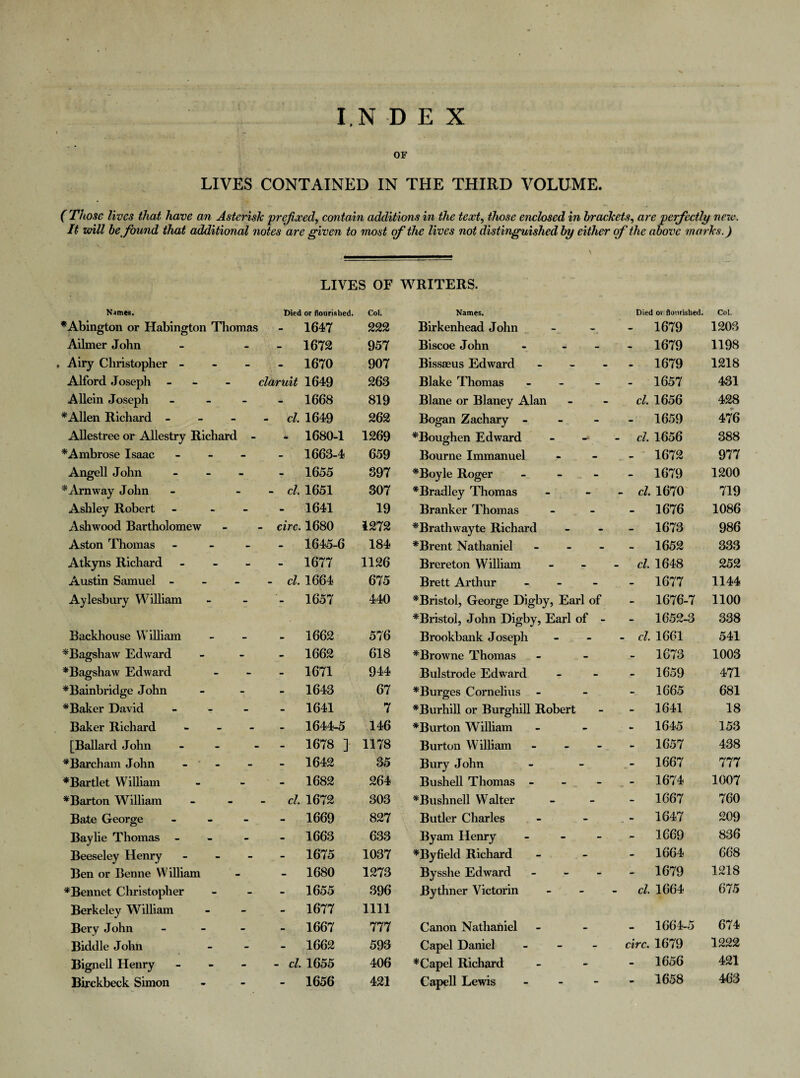 I.N D E X
OF
LIVES CONTAINED IN THE THIRD VOLUME.
( Those lives that have an Asterisk prefixed, contain additions in the text, those enclosed in brackets, are perfectly new.
It will be found that additional notes are given to most of the lives not distinguished by either of the above marks. )
LIVES OF WRITERS.
Names. Died or flourished. Col.
*Abington or Habington Thomas - 1647 222
Ailmer John - - - 1672 957
Airy Christopher - - - - 1670 907
Alford Joseph - - - claruit 1649 263
Allein Joseph - - - - 1668 819
*Allen Richard - - - - cl. 1649 262
Allestree or Allestry Richard - - 1680-1 1269
*Ambrose Isaac - - - - 1663-4 659
Angell John - - - - 1655 397
*Arnway John - - - cl. 1651 307
Ashley Robert - - - - 1641 19
Ashwood Bartholomew - - circ. 1680 1272
Aston Thomas - - - - 1645-6 184
Atkyns Richard - - - - 1677 1126
Austin Samuel - - - - cl. 1664 675
Aylesbury William - - - 1657 440
Backhouse William - - - 1662 576
*Bagshaw Edward - - - 1662 618
*Bagshaw Edward - - - 1671 944
*Bainbridge John - - - 1643 67
*Baker David - - - - 1641 7
Baker Richard - - - - 1644-5 146
[Ballard John - - - - 1678 ] 1178
*Barcham John - - - - 1642 35
*Bartlet William - - - 1682 264
*Barton William - - - cl. 1672 303
Bate George - - - - 1669 827
Baylie Thomas - - - - 1663 633
Beeseley Henry - - - - 1675 1037
Ben or Benne William - - 1680 1273
*Bennet Christopher - - - 1655 396
Berkeley William - - - 1677 1111
Bery John - - - - 1667 777
Biddle John - - - 1662 593
Bignell Henry - - - - cl. 1655 406
Birckbeck Simon - - - 1656 421
Names. Died or flourished. Col.
Birkenhead John - - - 1679 1203
Biscoe John - - - - 1679 1198
Bissæus Edward - - - - 1679 1218
Blake Thomas - - - - 1657 431
Blane or Blaney Alan - - cl. 1656 428
Bogan Zachary - - - - 1659 476
*Boughen Edward - - - cl. 1656 388
Bourne Immanuel - - - 1672 977
*Boyle Roger - - - - 1679 1200
*Bradley Thomas - - - cl. 1670 719
Branker Thomas - - - 1676 1086
*Brathwayte Richard - - - 1673 986
*Brent Nathaniel - - - - 1652 333
Brereton William - - - cl. 1648 252
Brett Arthur - - - - 1677 1144
*Bristol, George Digby, Earl of - 1676-7 1100
*Bristol, John Digby, Earl of - - 1652-3 338
Brookbank Joseph - - - cl. 1661 541
*Browne Thomas - - - 1673 1003
Bulstrode Edward - - - 1659 471
*Burges Cornelius - - - 1665 681
*Burhill or Burghill Robert - - 1641 18
*Burton William - - - 1645 153
Burton William - - - - 1657 438
Bury John - - - 1667 777
Bushell Thomas - - - - 1674 1007
*Bushnell Walter - - - 1667 760
Butler Charles - - - 1647 209
Byam Henry - - - - 1669 836
*Byfield Richard - - - 1664 668
Bysshe Edward - - - - 1679 1218
Bythner Victorin - - - cl. 1664 675
Canon Nathaniel - - - 1664-5 674
Capel Daniel - - - circ. 1679 1222
*Capel Richard - - - 1656 421
Capell Lewis - - - - 1658 463